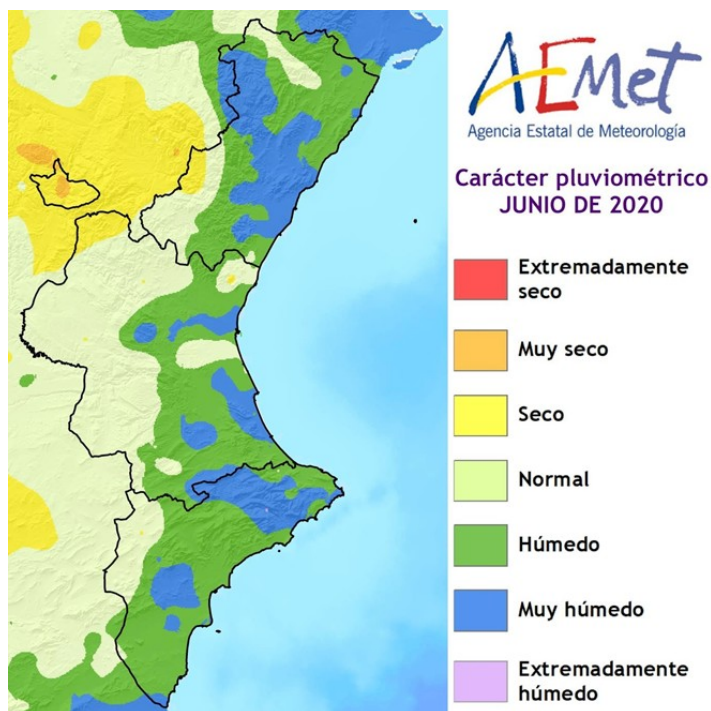 AEMet
Agencia Estatal de Meteorología
Carácter pluviométrico
JUNIO DE 2020
Extremadamente
seco
Muy seco
Seco
Normal
Húmedo
Muy húmedo
Extremadamente
húmedo